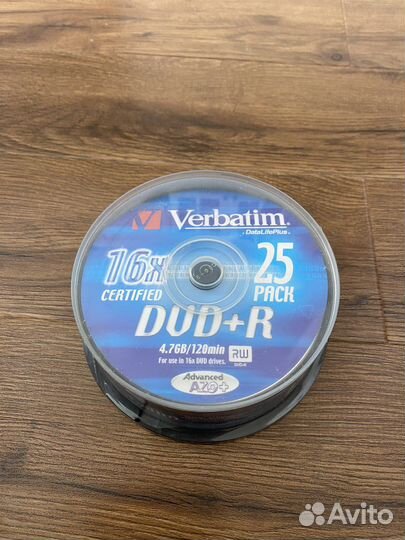 Verbatim.
DataLifePlus
16x 25
CERTIFIED PACK
DVD+R
4.7GB/120min RW
For use in 16x DVD drives.
Advanced
AZO+
Avito